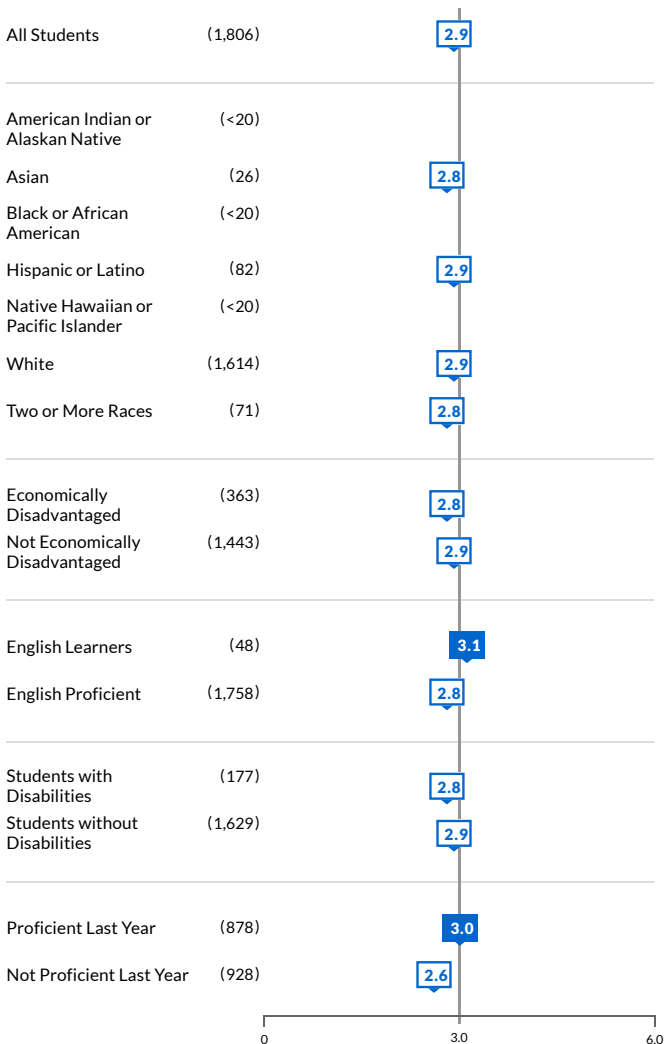 All Students (1,806) 2.9
American Indian or (<20)
Alaskan Native
Asian (26) 2.8
Black or African (<20)
American
Hispanic or Latino (82) 2.9
Native Hawaiian or (<20)
Pacific Islander
White (1,614) 2.9
Two or More Races (71) 2.8
Economically (363) 2.8
Disadvantaged
Not Economically (1,443) 2.9
Disadvantaged
English Learners (48) 3.1
English Proficient (1,758) 2.8
Students with (177) 2.8
Disabilities
Students without (1,629) 2.9
Disabilities
Proficient Last Year (878) 3.0
Not Proficient Last Year (928) 2.6
0 3.0 6.0